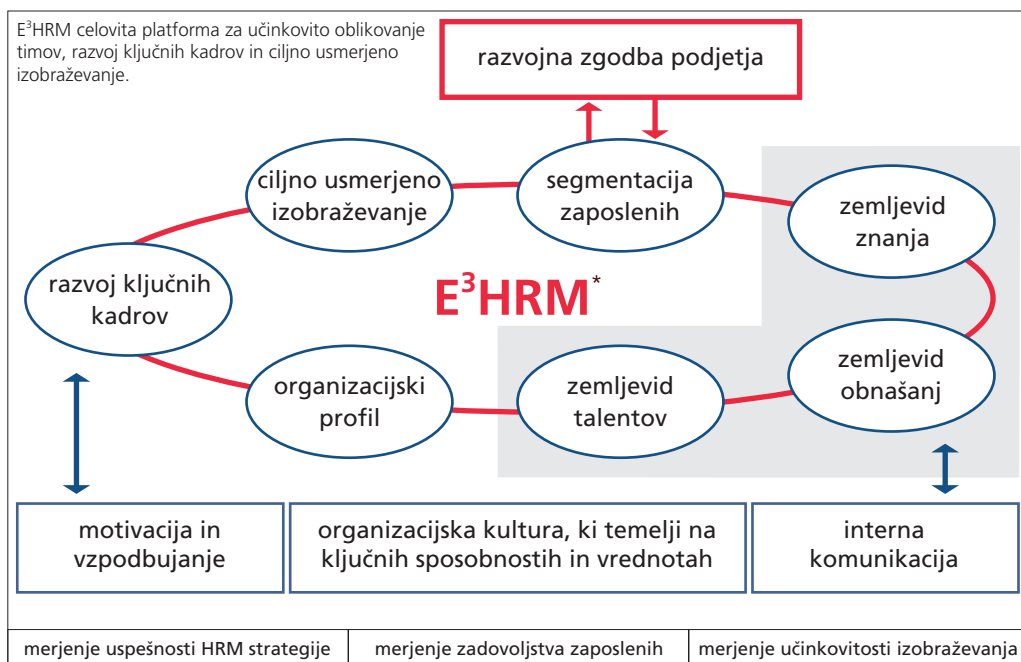 E³HRM celovita platforma za učinkovito oblikovanje
timov, razvoj ključnih kadrov in ciljno usmerjeno
izobraževanje.
razvojna zgodba podjetja
ciljno usmerjeno
izobraževanje
segmentacija
zaposlenih
zemljevid
znanja
razvoj ključnih
kadrov
E³HRM*
organizacijski
profil
zemljevid
talentov
zemljevid
obnašanj
motivacija in
vzpodbujanje
organizacijska kultura, ki temelji na
ključnih sposobnostih in vrednotah
interna
komunikacija
merjenje uspešnosti HRM strategije
merjenje zadovoljstva zaposlenih
merjenje učinkovitosti izobraževanja